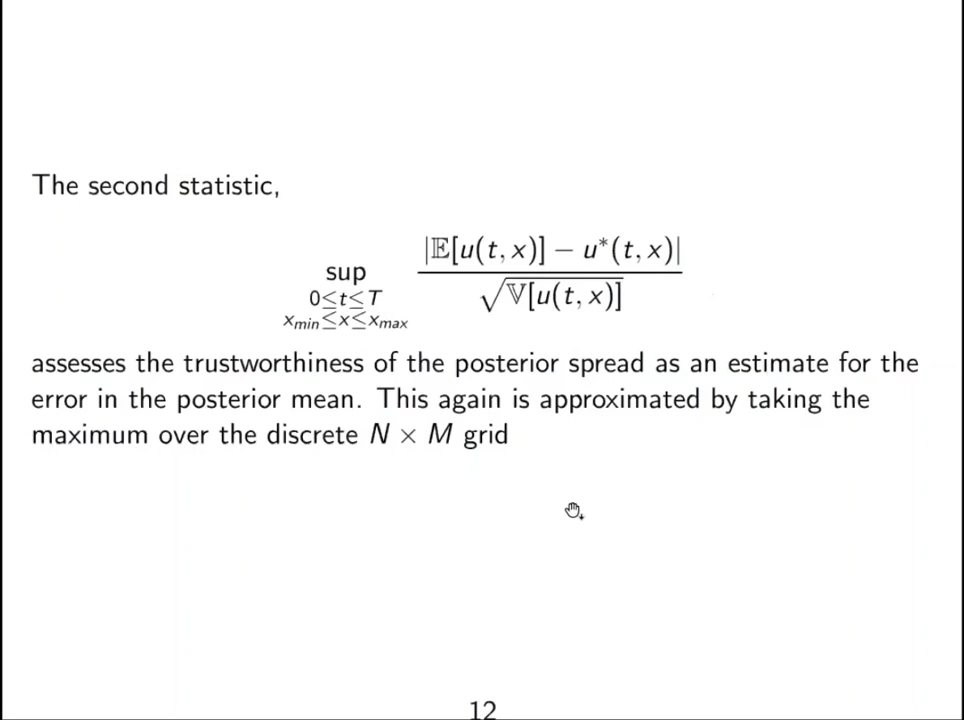 The second statistic,
sup 0≤t≤T x_min≤x≤x_max |𝔼[u(t, x)] − u*(t, x)| / √𝕍[u(t, x)]
assesses the trustworthiness of the posterior spread as an estimate for the
error in the posterior mean. This again is approximated by taking the
maximum over the discrete N × M grid
12